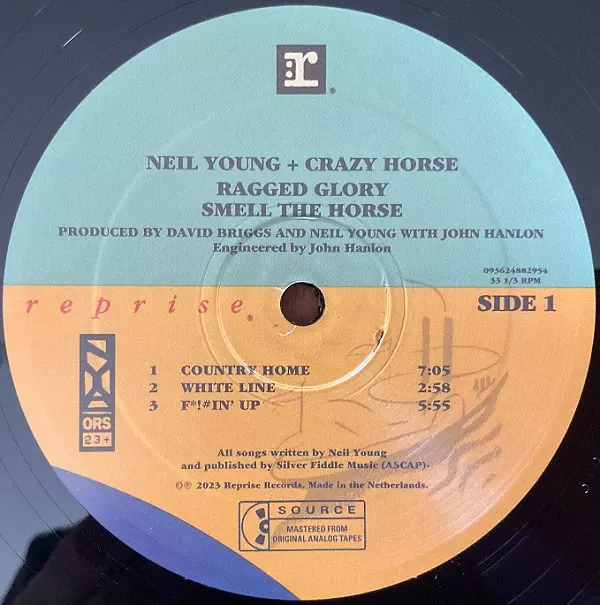 r
®
NEIL YOUNG + CRAZY HORSE
RAGGED GLORY
SMELL THE HORSE
PRODUCED BY DAVID BRIGGS AND NEIL YOUNG WITH JOHN HANLON
Engineered by John Hanlon
093624882954
33 1/3 RPM
reprise®
SIDE 1
1 COUNTRY HOME 7:05
2 WHITE LINE 2:58
3 F*!#IN' UP 5:55
NYA
ORS
23+
All songs written by Neil Young
and published by Silver Fiddle Music (ASCAP)
©℗ 2023 Reprise Records. Made in the Netherlands.
SOURCE
MASTERED FROM
ORIGINAL ANALOG TAPES